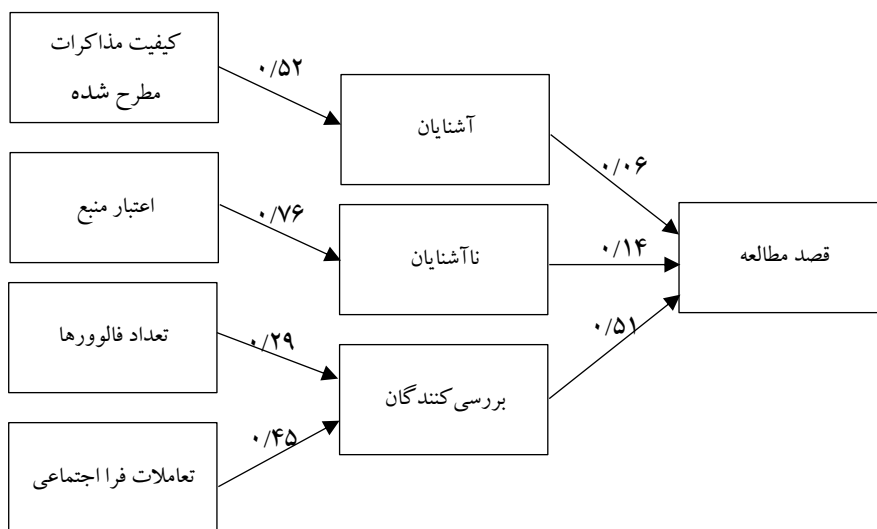 کیفیت مذاکرات
مطرح شده
۰/۵۲
آشنایان
۰/۰۶
اعتبار منبع
۰/۷۶
ناآشنایان
۰/۱۴
قصد مطالعه
تعداد فالوورها
۰/۲۹
بررسی‌کنندگان
۰/۵۱
تعاملات فرا اجتماعی
۰/۴۵